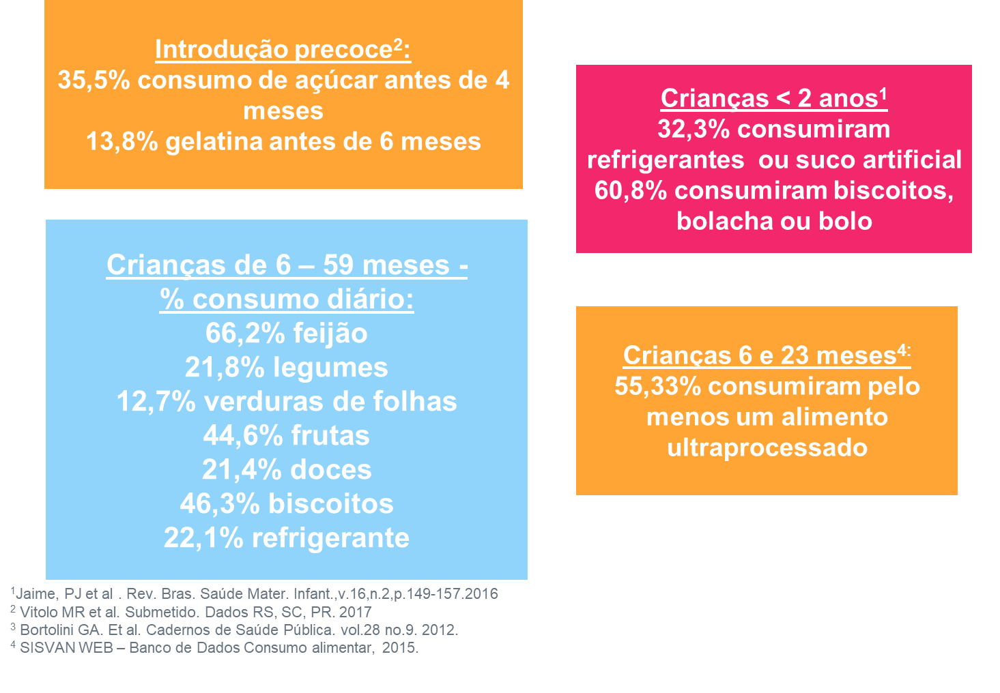 Introdução precoce²:
35,5% consumo de açúcar antes de 4
meses
13,8% gelatina antes de 6 meses
Crianças < 2 anos¹
32,3% consumiram
refrigerantes ou suco artificial
60,8% consumiram biscoitos,
bolacha ou bolo
Crianças de 6 – 59 meses -
% consumo diário:
66,2% feijão
21,8% legumes
12,7% verduras de folhas
44,6% frutas
21,4% doces
46,3% biscoitos
22,1% refrigerante
Crianças 6 e 23 meses⁴:
55,33% consumiram pelo
menos um alimento
ultraprocessado
¹Jaime, PJ et al . Rev. Bras. Saúde Mater. Infant.,v.16,n.2,p.149-157.2016
² Vitolo MR et al. Submetido. Dados RS, SC, PR. 2017
³ Bortolini GA. Et al. Cadernos de Saúde Pública. vol.28 no.9. 2012.
⁴ SISVAN WEB – Banco de Dados Consumo alimentar, 2015.